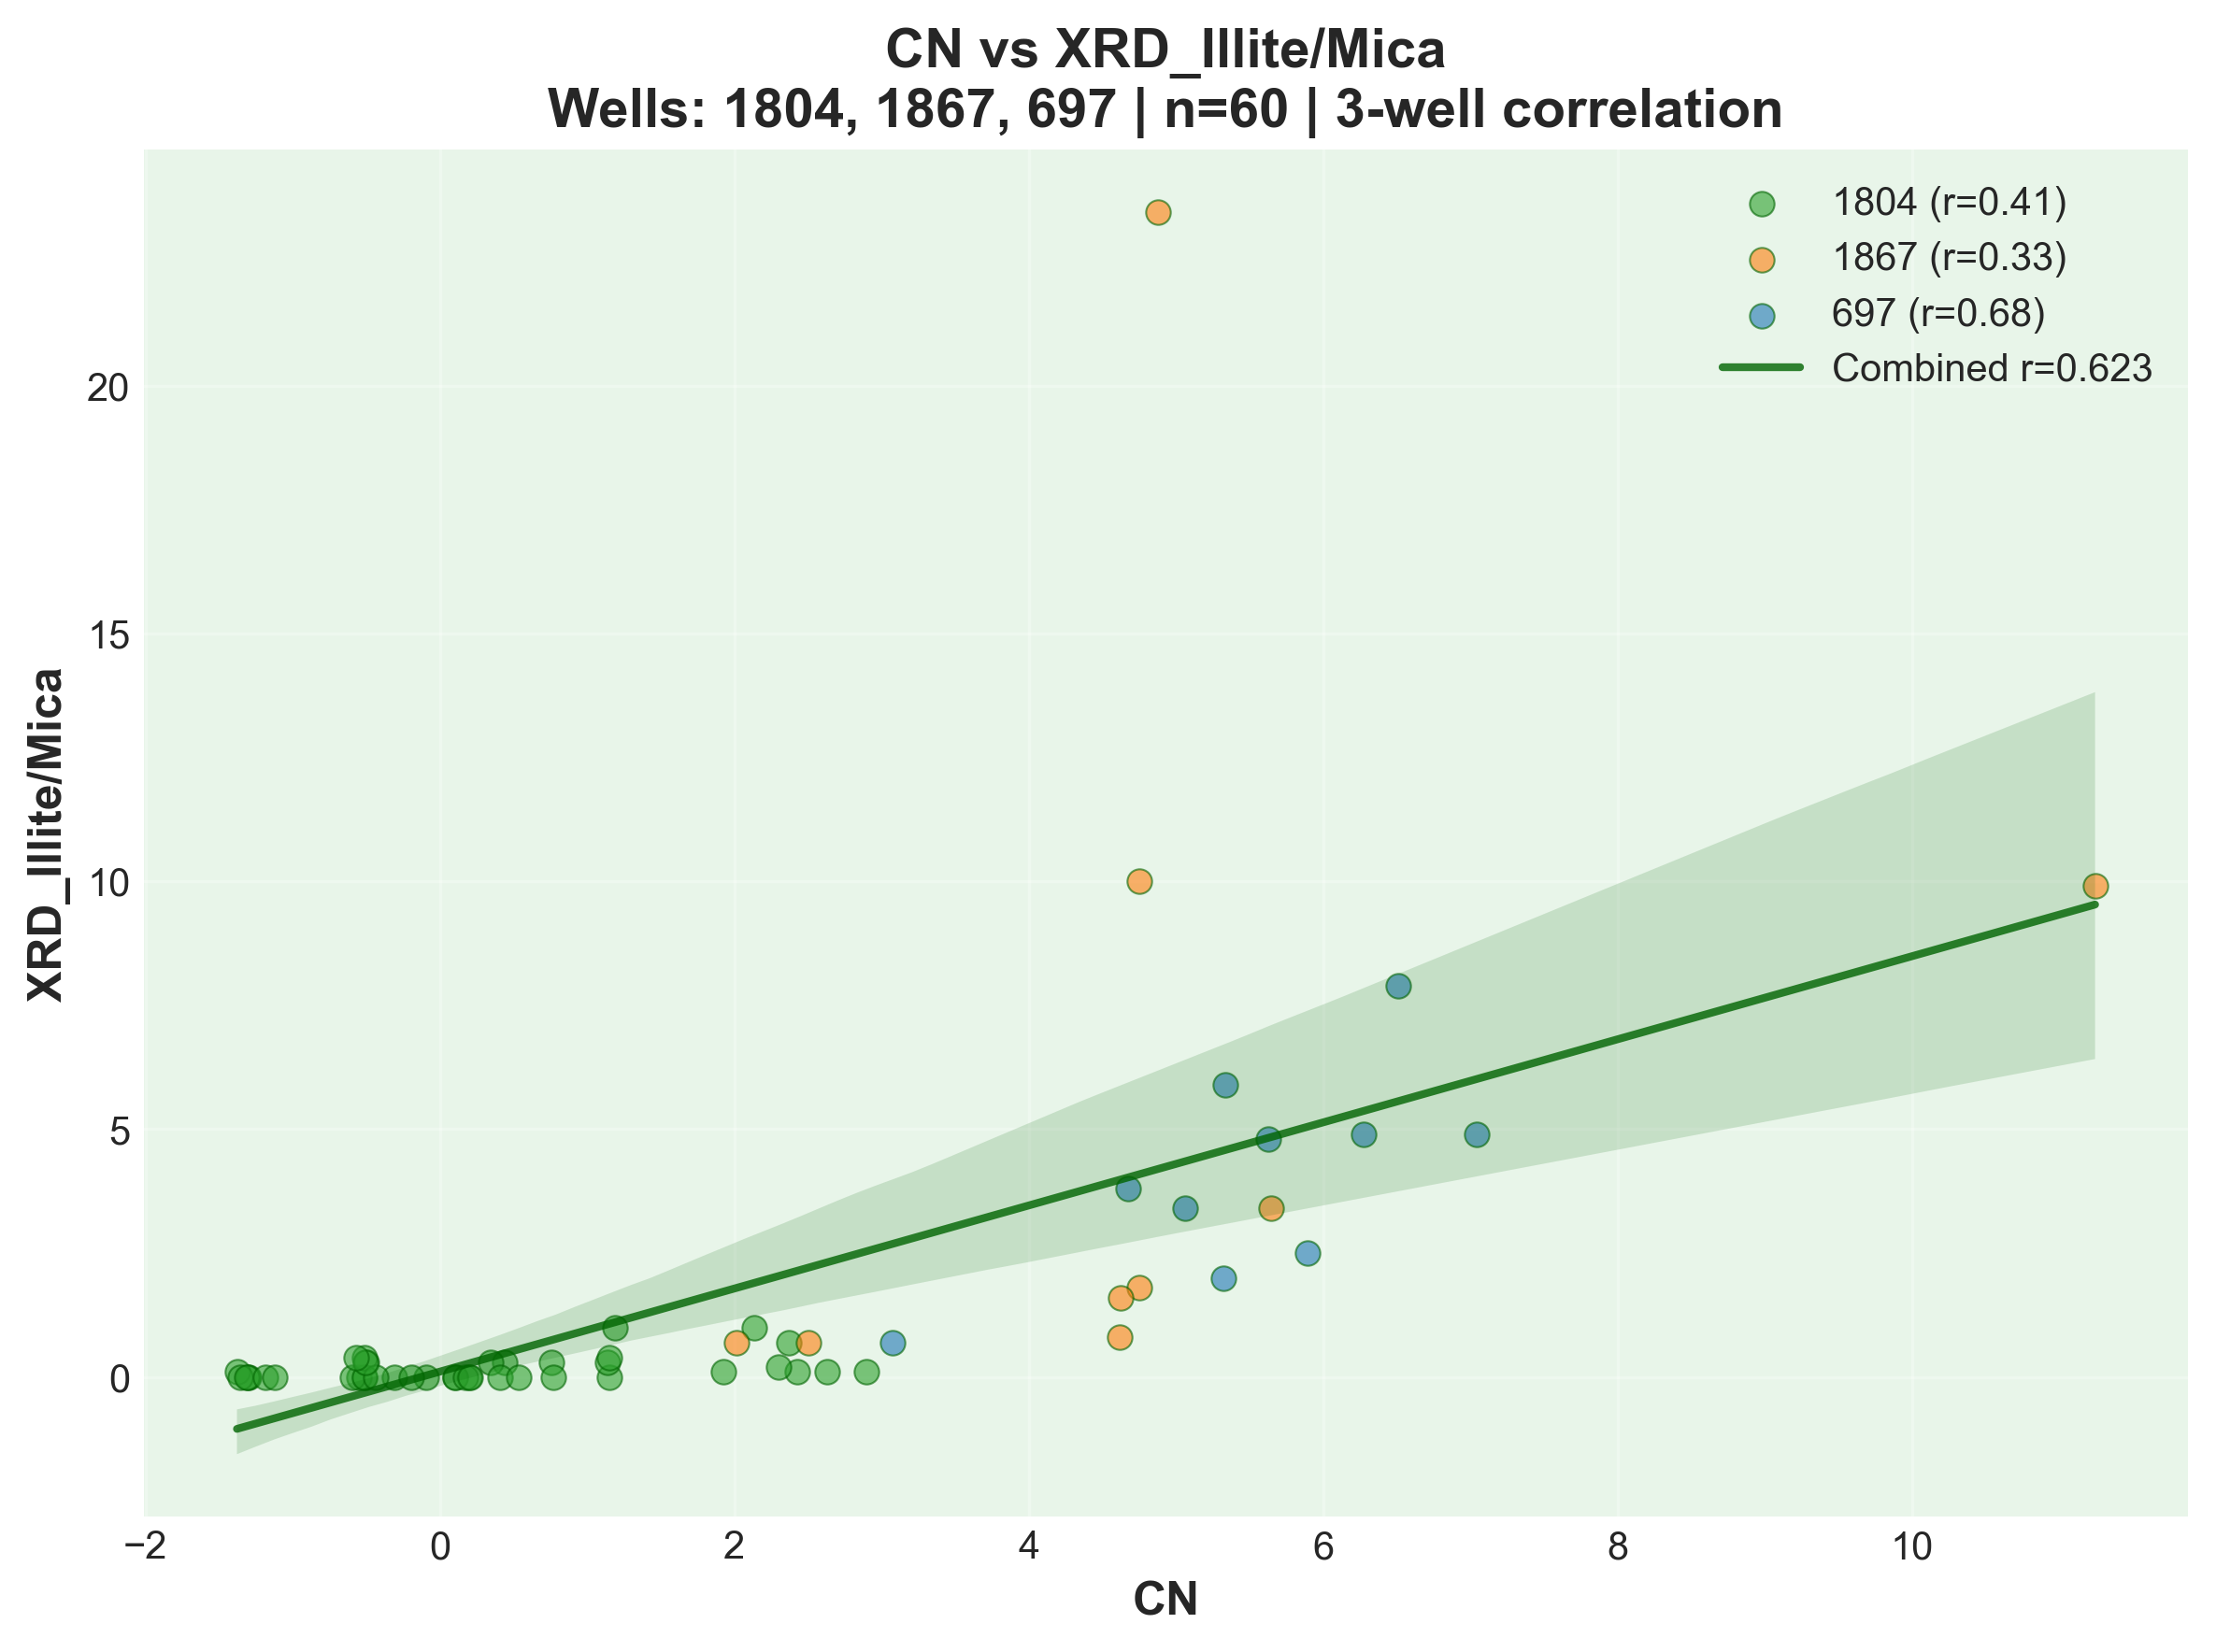 CN vs XRD_Illite/Mica
Wells: 1804, 1867, 697 | n=60 | 3-well correlation
1804 (r=0.41)
1867 (r=0.33)
697 (r=0.68)
Combined r=0.623
XRD_Illite/Mica
20
15
10
5
0
−2 0 2 4 6 8 10
CN